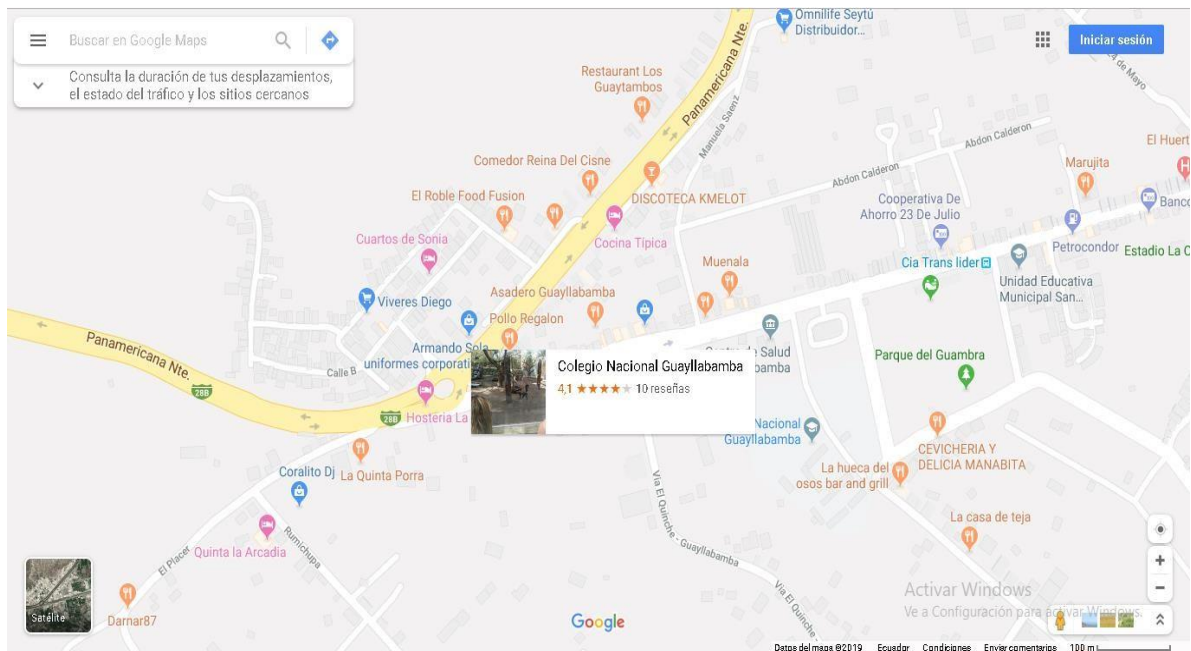 Buscar en Google Maps
Consulta la duración de tus desplazamientos,
el estado del tráfico y los sitios cercanos
Omnilife Seytú
Distribuidor...
Iniciar sesión
24 de Mayo
Restaurant Los
Guaytambos
Panamericana Nte.
Manuela Saenz
Abdon Calderon
El Huert
Comedor Reina Del Cisne
Marujita
Abdon Calderon
El Roble Food Fusion
DISCOTECA KMELOT
Cooperativa De
Ahorro 23 De Julio
Banco
Cuartos de Sonia
Cocina Típica
Petrocondor
Estadio La C
Muenala
Cia Trans lider
Unidad Educativa
Municipal San...
Viveres Diego
Asadero Guayllabamba
Pollo Regalon
Panamericana Nte.
Armando Sola
uniformes corporati
Calle B
de Salud
bamba
Parque del Guambra
Colegio Nacional Guayllabamba
4,1 10 reseñas
28B
28B
Hosteria La
Nacional
Guayllabamba
CEVICHERIA Y
DELICIA MANABITA
La hueca del
osos bar and grill
Coralito Dj
La Quinta Porra
Vía El Quinche - Guayllabamba
La casa de teja
Rumichupa
Quinta la Arcadia
El Placer
Vía El Quinche-
Activar Windows
Ve a Configuración para activar Windows.
Satélite
Darnar87
Google
Datos del mapa ©2019 Ecuador Condiciones Enviar comentarios 100 m